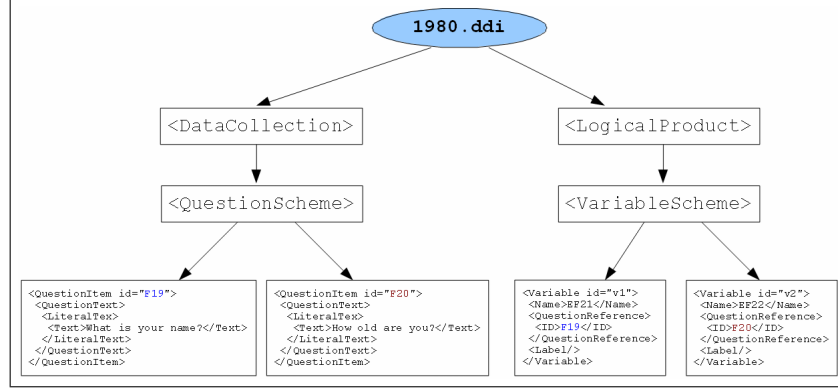 1980.ddi
<DataCollection>
<LogicalProduct>
<QuestionScheme>
<VariableScheme>
<QuestionItem id="F19">
<QuestionText>
<LiteralTex>
<Text>What is your name?</Text>
</LiteralText>
</QuestionText>
</QuestionItem>
<QuestionItem id="F20">
<QuestionText>
<LiteralTex>
<Text>How old are you?</Text>
</LiteralText>
</QuestionText>
</QuestionItem>
<Variable id="v1">
<Name>EF21</Name>
<QuestionReference>
<ID>F19</ID>
</QuestionReference>
<Label/>
</Variable>
<Variable id="v2">
<Name>EF22</Name>
<QuestionReference>
<ID>F20</ID>
</QuestionReference>
<Label/>
</Variable>